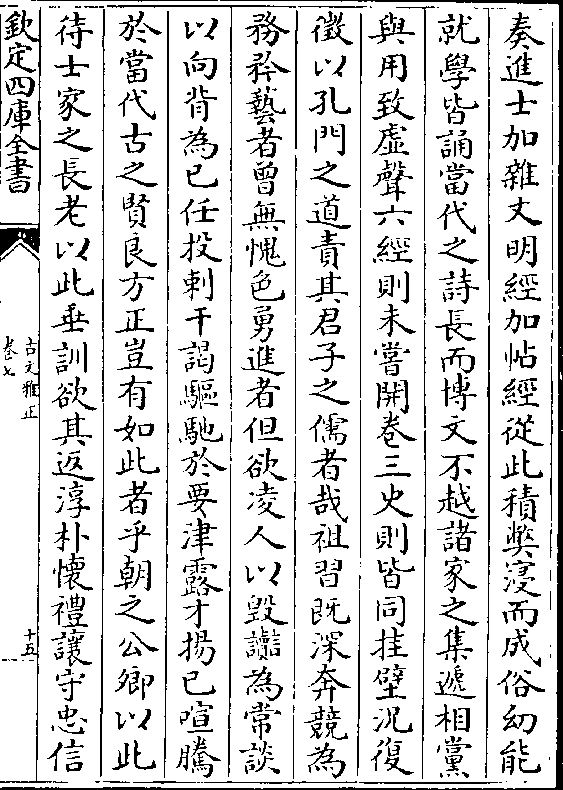 奏進士加雜文明經加帖經從此積弊寖而成俗幼能
就學皆誦當代之詩長而博文不越諸家之集遞相黨
與用致虛聲六經則未嘗開卷三史則皆同挂壁況復
徵以孔門之道責其君子之儒者哉祖習既深奔競為
務矜藝者曾無愧色勇進者但欲凌人以毀讟為常談
以向背為已任投刺干謁驅馳於要津露才揚已喧騰
於當代古之賢良方正豈有如此者乎朝之公卿以此
待士家之長老以此垂訓欲其返淳朴懷禮讓守忠信
欽定四庫全書
古文雅正
卷七
十五